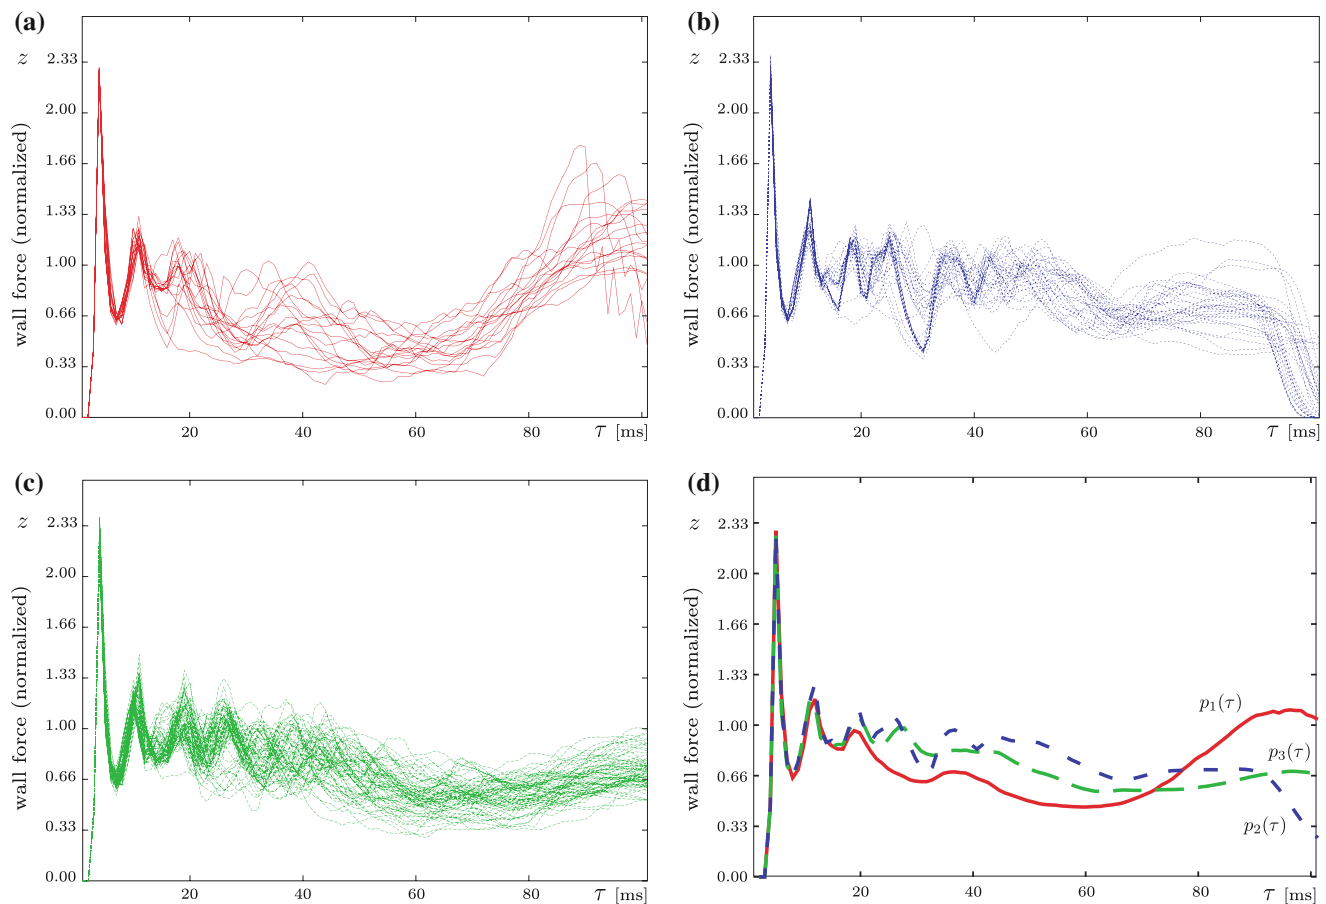 (a)
z
wall force (normalized)
2.33
2.00
1.66
1.33
1.00
0.66
0.33
0.00
20
40
60
80
τ [ms]
(b)
z
wall force (normalized)
2.33
2.00
1.66
1.33
1.00
0.66
0.33
0.00
20
40
60
80
τ [ms]
(c)
z
wall force (normalized)
2.33
2.00
1.66
1.33
1.00
0.66
0.33
0.00
20
40
60
80
τ [ms]
(d)
z
wall force (normalized)
2.33
2.00
1.66
1.33
1.00
0.66
0.33
0.00
p₁(τ)
p₃(τ)
p₂(τ)
20
40
60
80
τ [ms]